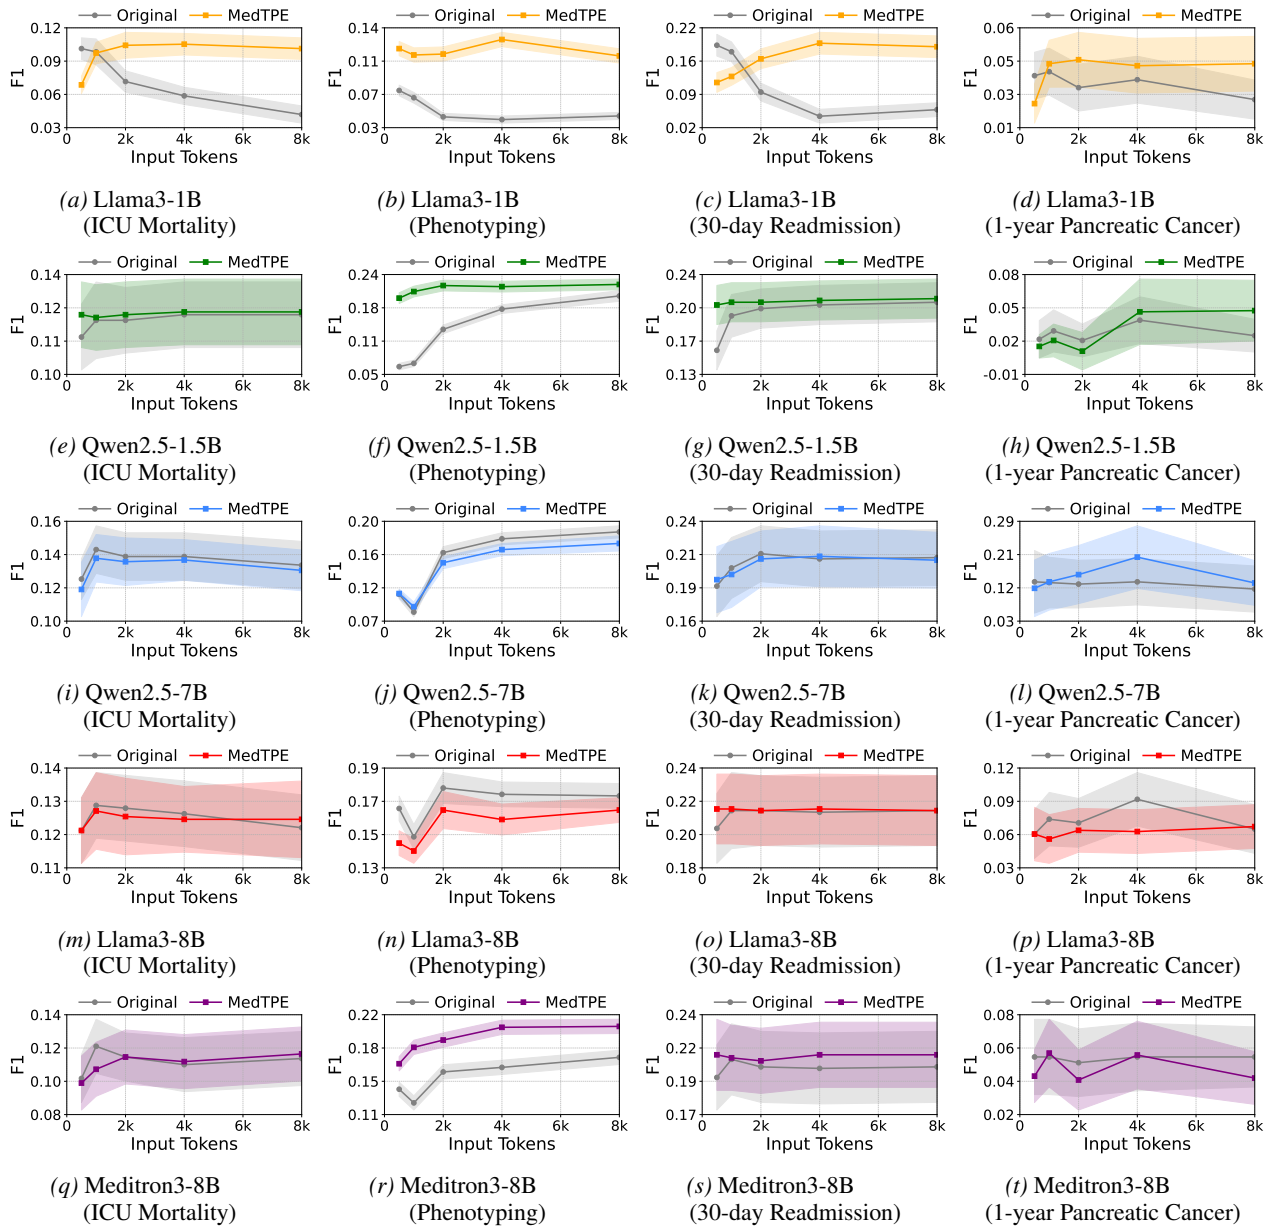 Original MedTPE Original MedTPE Original MedTPE Original MedTPE
0.12 0.14 0.22 0.06
0.09 0.11 0.16 0.05
F1 F1 F1 F1
0.06 0.07 0.09 0.03
0.03 0.03 0.02 0.01
0 2k 4k 6k 8k 0 2k 4k 6k 8k 0 2k 4k 6k 8k 0 2k 4k 6k 8k
Input Tokens Input Tokens Input Tokens Input Tokens
(a) Llama3-1B (b) Llama3-1B (c) Llama3-1B (d) Llama3-1B
(ICU Mortality) (Phenotyping) (30-day Readmission) (1-year Pancreatic Cancer)
Original MedTPE Original MedTPE Original MedTPE Original MedTPE
0.14 0.24 0.24 0.08
0.12 0.18 0.20 0.05
F1 F1 F1 F1
0.11 0.11 0.17 0.02
0.10 0.05 0.13 -0.01
0 2k 4k 6k 8k 0 2k 4k 6k 8k 0 2k 4k 6k 8k 0 2k 4k 6k 8k
Input Tokens Input Tokens Input Tokens Input Tokens
(e) Qwen2.5-1.5B (f) Qwen2.5-1.5B (g) Qwen2.5-1.5B (h) Qwen2.5-1.5B
(ICU Mortality) (Phenotyping) (30-day Readmission) (1-year Pancreatic Cancer)
Original MedTPE Original MedTPE Original MedTPE Original MedTPE
0.16 0.20 0.24 0.29
0.14 0.16 0.21 0.21
F1 F1 F1 F1
0.12 0.12 0.19 0.12
0.10 0.07 0.16 0.03
0 2k 4k 6k 8k 0 2k 4k 6k 8k 0 2k 4k 6k 8k 0 2k 4k 6k 8k
Input Tokens Input Tokens Input Tokens Input Tokens
(i) Qwen2.5-7B (j) Qwen2.5-7B (k) Qwen2.5-7B (l) Qwen2.5-7B
(ICU Mortality) (Phenotyping) (30-day Readmission) (1-year Pancreatic Cancer)
Original MedTPE Original MedTPE Original MedTPE Original MedTPE
0.14 0.19 0.24 0.12
0.13 0.17 0.22 0.09
F1 F1 F1 F1
0.12 0.15 0.20 0.06
0.11 0.13 0.18 0.03
0 2k 4k 6k 8k 0 2k 4k 6k 8k 0 2k 4k 6k 8k 0 2k 4k 6k 8k
Input Tokens Input Tokens Input Tokens Input Tokens
(m) Llama3-8B (n) Llama3-8B (o) Llama3-8B (p) Llama3-8B
(ICU Mortality) (Phenotyping) (30-day Readmission) (1-year Pancreatic Cancer)
Original MedTPE Original MedTPE Original MedTPE Original MedTPE
0.14 0.22 0.24 0.08
0.12 0.18 0.22 0.06
F1 F1 F1 F1
0.10 0.15 0.19 0.04
0.08 0.11 0.17 0.02
0 2k 4k 6k 8k 0 2k 4k 6k 8k 0 2k 4k 6k 8k 0 2k 4k 6k 8k
Input Tokens Input Tokens Input Tokens Input Tokens
(q) Meditron3-8B (r) Meditron3-8B (s) Meditron3-8B (t) Meditron3-8B
(ICU Mortality) (Phenotyping) (30-day Readmission) (1-year Pancreatic Cancer)